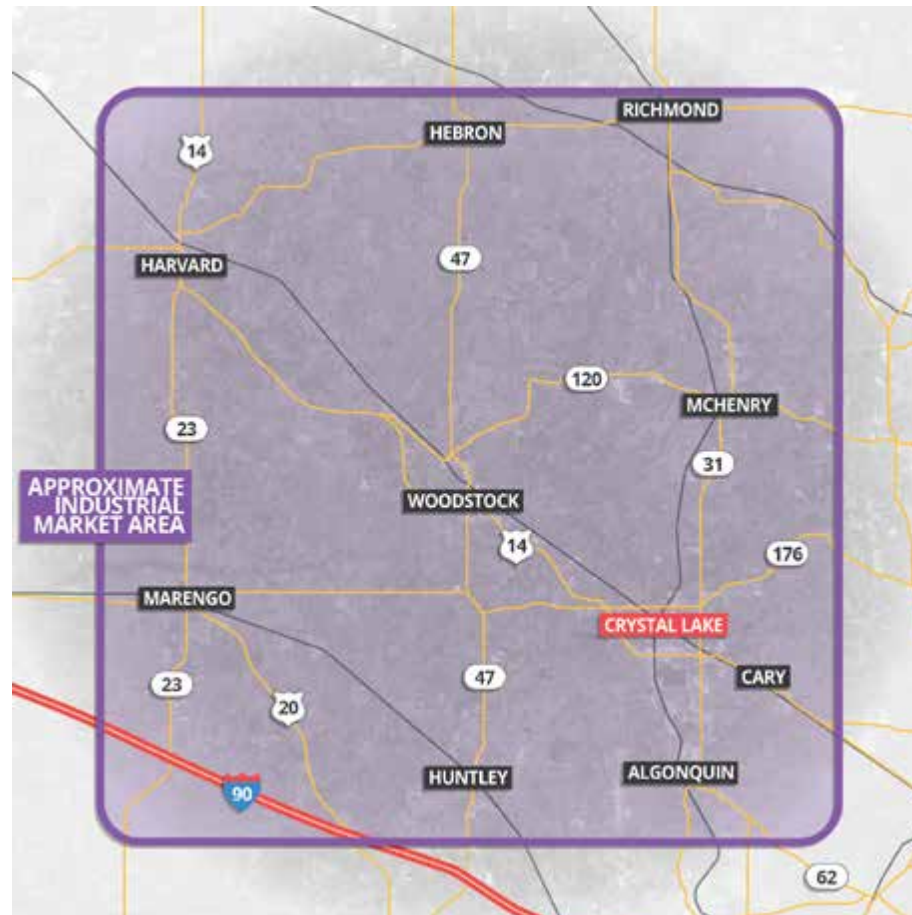 RICHMOND
HEBRON
14
47
HARVARD
120
MCHENRY
23
31
APPROXIMATE
INDUSTRIAL
MARKET AREA
WOODSTOCK
14
176
MARENGO
CRYSTAL LAKE
CARY
23
47
20
HUNTLEY
ALGONQUIN
90
62